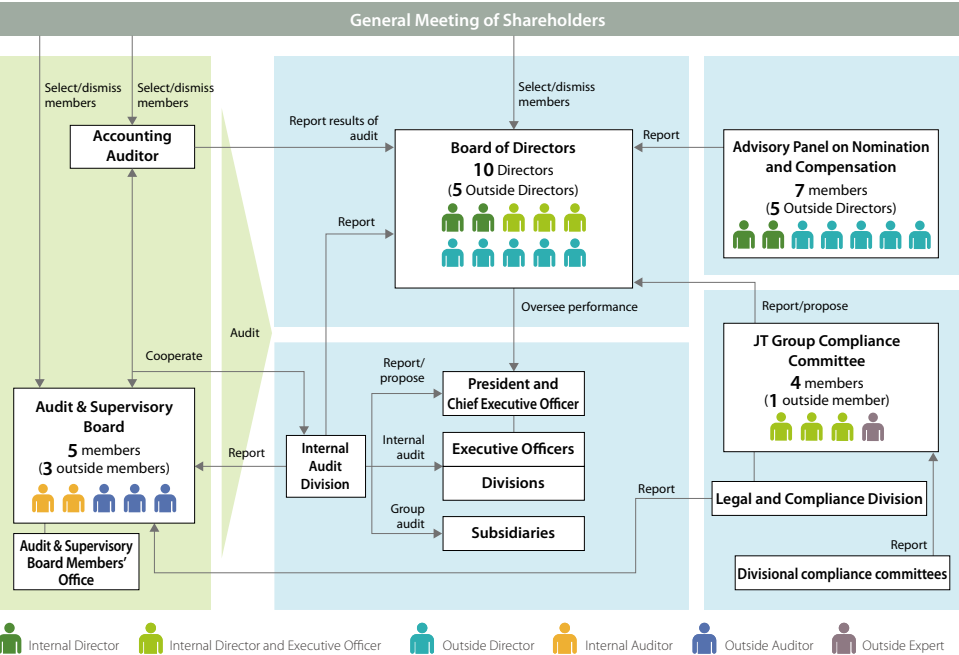 General Meeting of Shareholders
Select/dismiss
members
Select/dismiss
members
Select/dismiss
members
Accounting
Auditor
Report results of
audit
Board of Directors
10 Directors
(5 Outside Directors)
Report
Advisory Panel on Nomination
and Compensation
7 members
(5 Outside Directors)
Report
Oversee performance
Report/propose
Audit
Cooperate
JT Group Compliance
Committee
4 members
(1 outside member)
Report/
propose
President and
Chief Executive Officer
Audit & Supervisory
Board
5 members
(3 outside members)
Report
Internal
Audit
Division
Internal
audit
Executive Officers
Divisions
Group
audit
Subsidiaries
Report
Legal and Compliance Division
Audit & Supervisory
Board Members'
Office
Report
Divisional compliance committees
Internal Director
Internal Director and Executive Officer
Outside Director
Internal Auditor
Outside Auditor
Outside Expert